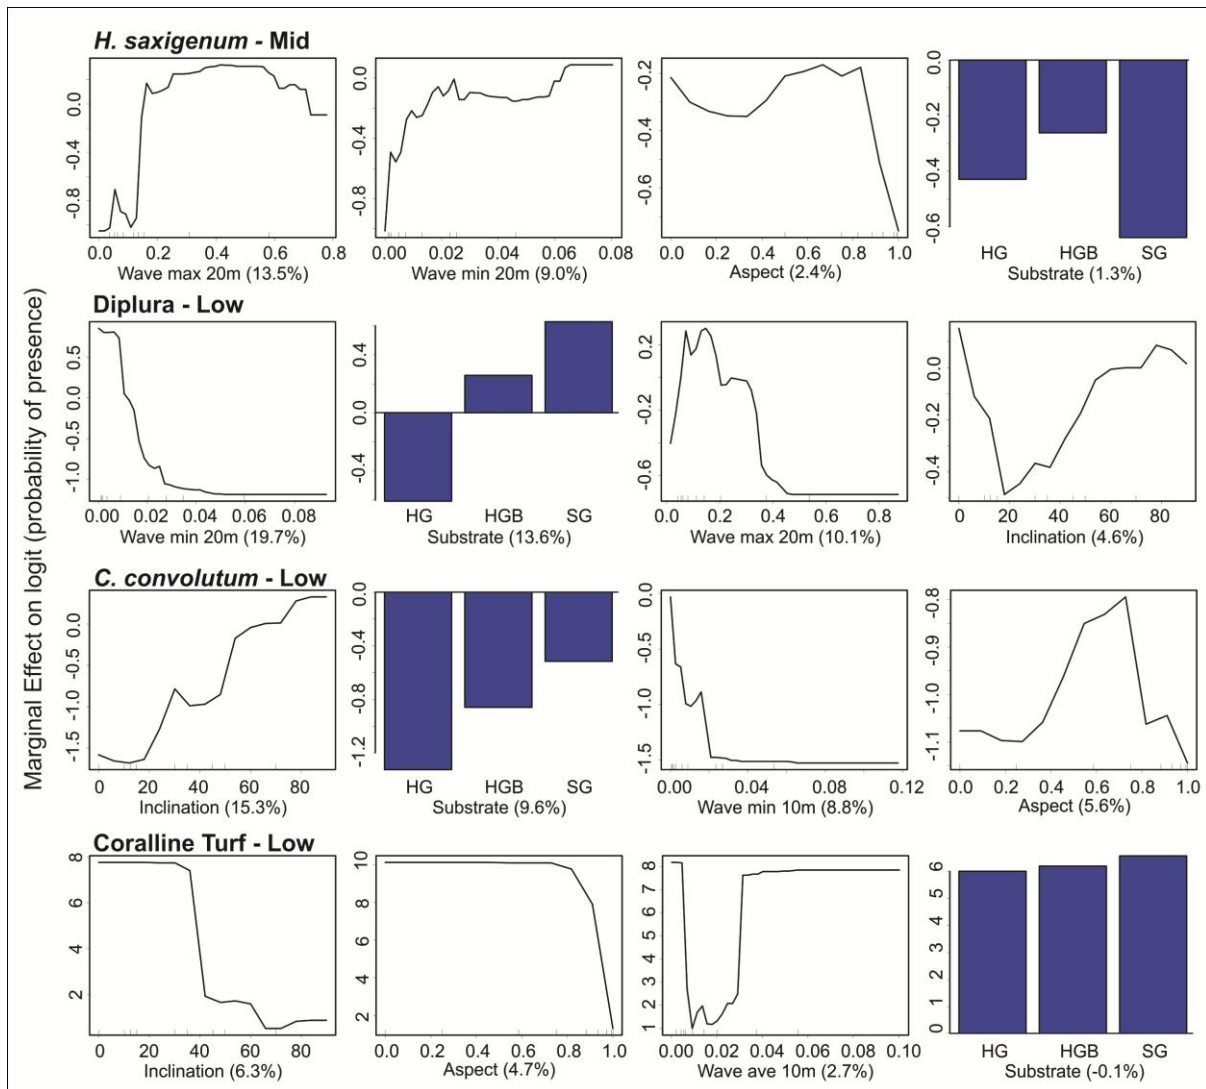 Marginal Effect on logit (probability of presence)
H. saxigenum - Mid
0.0
-0.4
-0.8
0.0 0.2 0.4 0.6 0.8
Wave max 20m (13.5%)
0.0
-0.4
-0.8
0.00 0.02 0.04 0.06 0.08
Wave min 20m (9.0%)
-0.2
-0.4
-0.6
0.0 0.2 0.4 0.6 0.8 1.0
Aspect (2.4%)
0.0
-0.2
-0.4
-0.6
HG HGB SG
Substrate (1.3%)
Diplura - Low
0.5
0.0
-0.5
-1.0
0.00 0.02 0.04 0.06 0.08
Wave min 20m (19.7%)
0.4
0.0
-0.4
HG HGB SG
Substrate (13.6%)
0.2
-0.2
-0.6
0.0 0.2 0.4 0.6 0.8
Wave max 20m (10.1%)
0.0
-0.2
-0.4
0 20 40 60 80
Inclination (4.6%)
C. convolutum - Low
0.0
-0.5
-1.0
-1.5
0 20 40 60 80
Inclination (15.3%)
0.0
-0.4
-0.8
-1.2
HG HGB SG
Substrate (9.6%)
0.0
-0.5
-1.0
-1.5
0.00 0.04 0.08 0.12
Wave min 10m (8.8%)
-0.8
-0.9
-1.0
-1.1
0.0 0.2 0.4 0.6 0.8 1.0
Aspect (5.6%)
Coralline Turf - Low
8
6
4
2
0 20 40 60 80
Inclination (6.3%)
10
8
6
4
2
0.0 0.2 0.4 0.6 0.8 1.0
Aspect (4.7%)
8
7
6
5
4
3
2
1
0.00 0.02 0.04 0.06 0.08 0.10
Wave ave 10m (2.7%)
6
5
4
3
2
1
0
HG HGB SG
Substrate (-0.1%)